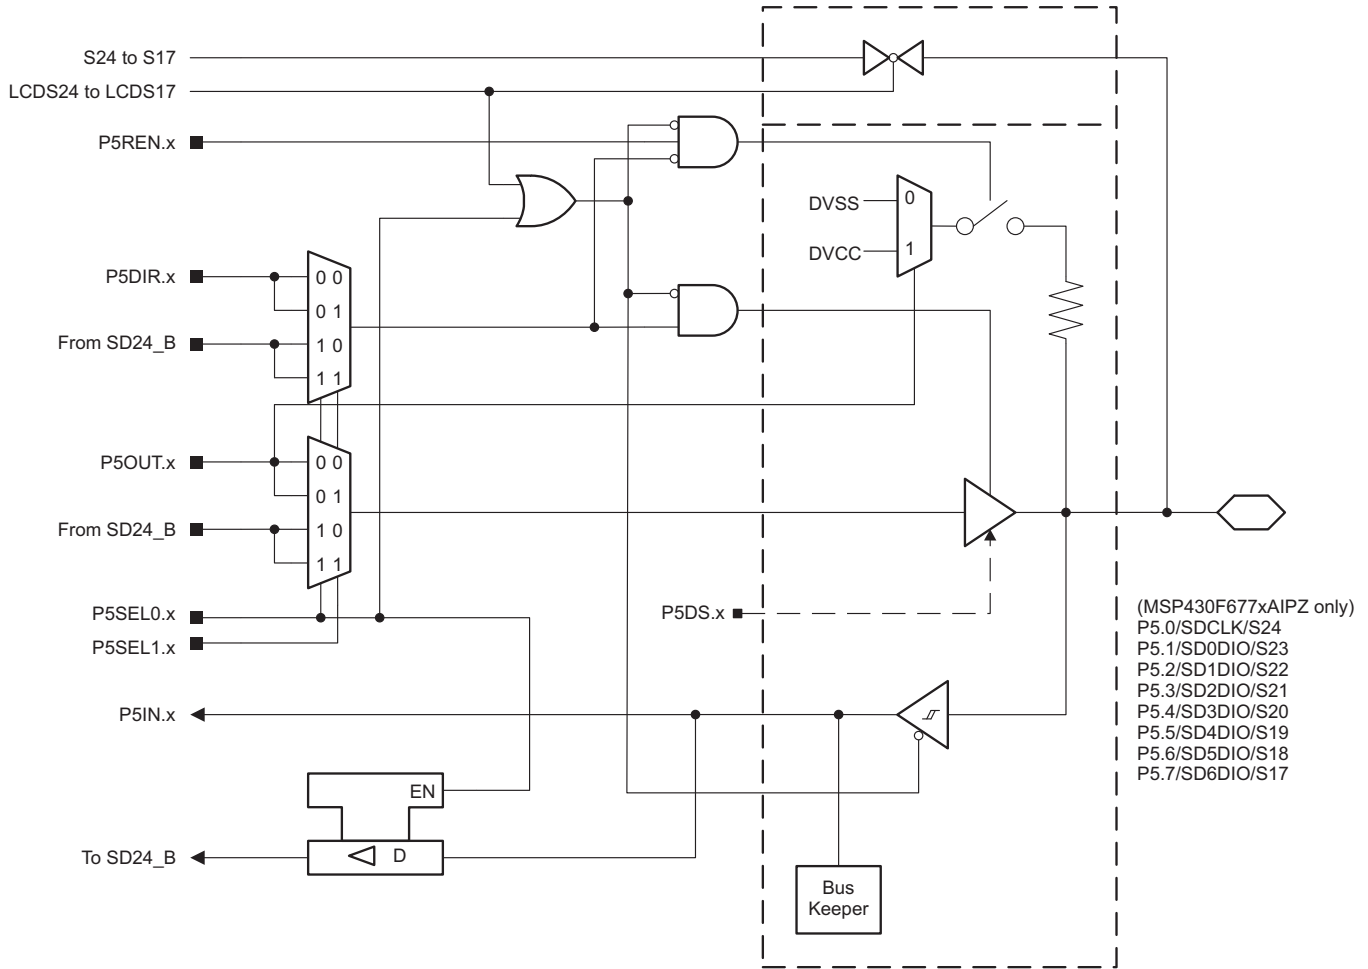 S24 to S17
LCDS24 to LCDS17
P5REN.x
DVSS
0
DVCC
1
P5DIR.x
0 0
0 1
From SD24_B
1 0
1 1
P5OUT.x
0 0
0 1
From SD24_B
1 0
1 1
P5SEL0.x
P5SEL1.x
P5DS.x
(MSP430F677xAIPZ only)
P5.0/SDCLK/S24
P5.1/SD0DIO/S23
P5.2/SD1DIO/S22
P5.3/SD2DIO/S21
P5.4/SD3DIO/S20
P5.5/SD4DIO/S19
P5.6/SD5DIO/S18
P5.7/SD6DIO/S17
P5IN.x
EN
To SD24_B
D
Bus
Keeper